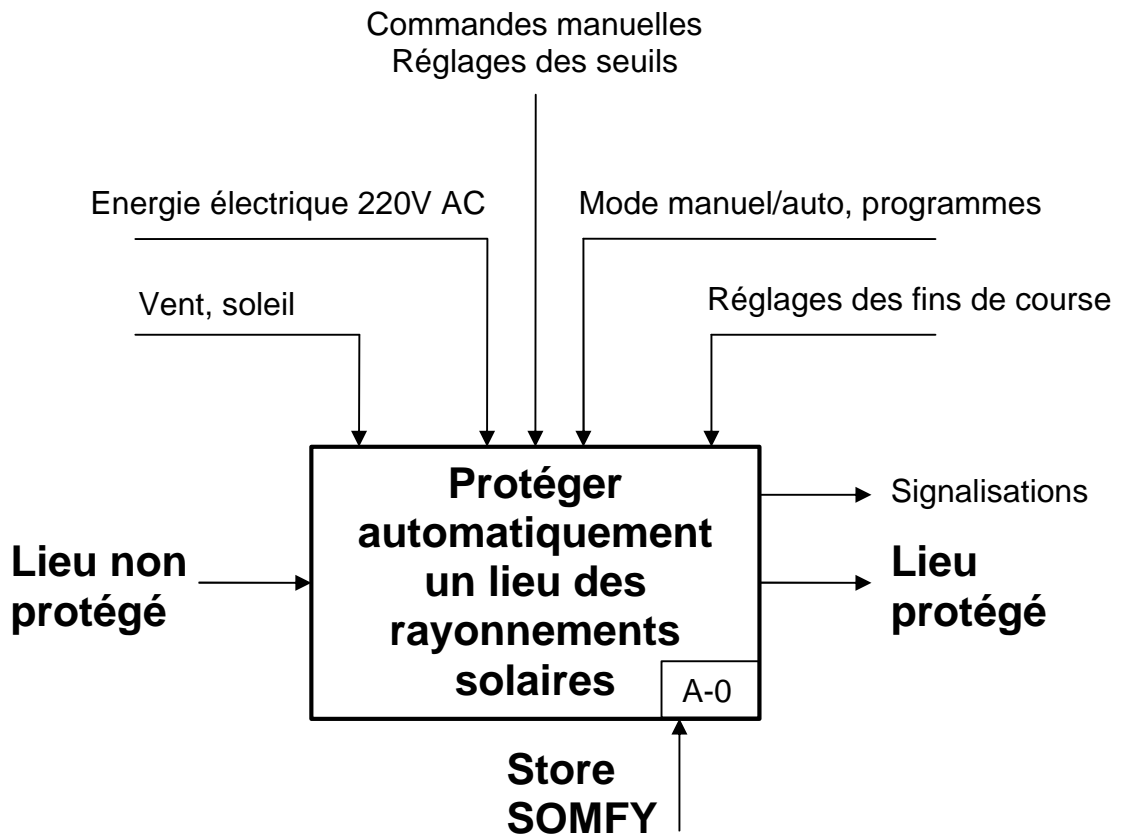 Commandes manuelles
Réglages des seuils
Energie électrique 220V AC
Mode manuel/auto, programmes
Vent, soleil
Réglages des fins de course
Protéger
automatiquement
un lieu des
rayonnements
solaires
A-0
Signalisations
Lieu non
protégé
Lieu
protégé
Store
SOMFY